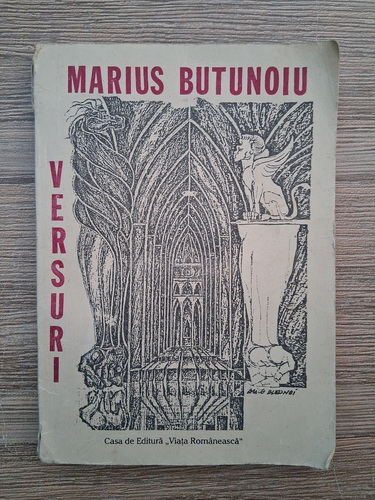 MARIUS BUTUNOIU
VERSURI
Casa de Editură „Viața Românească"